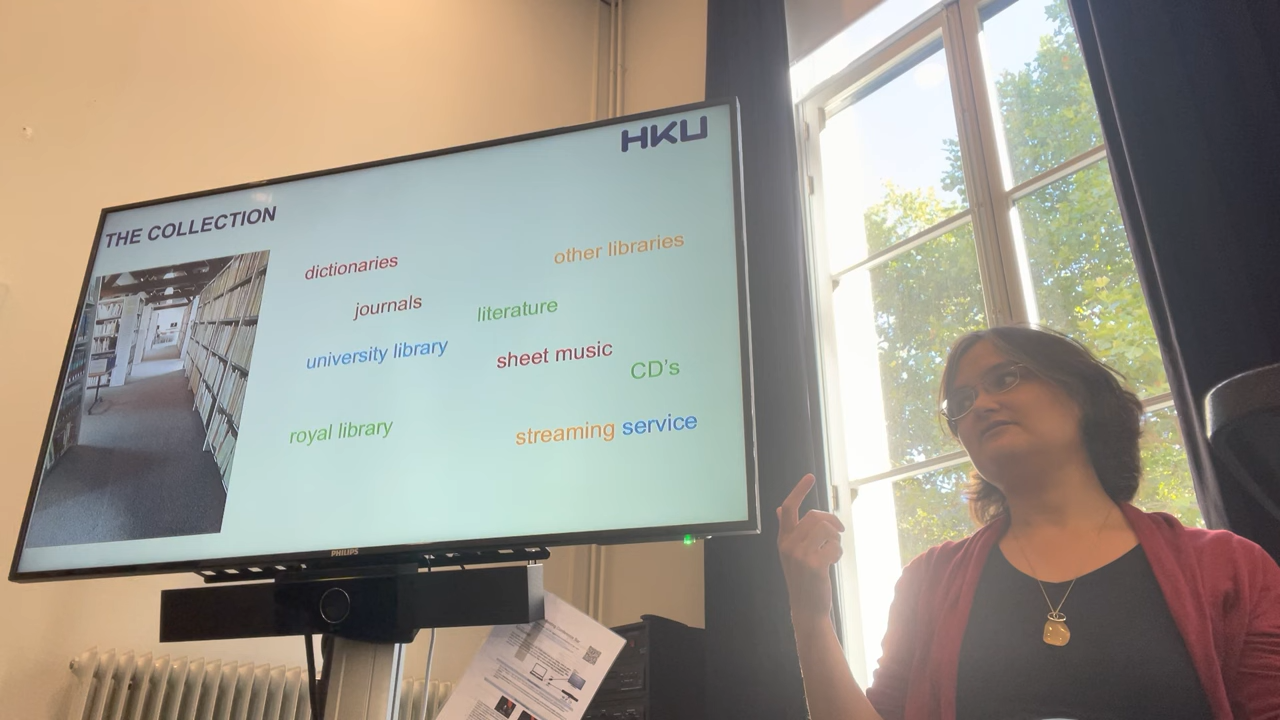 HKU
THE COLLECTION
dictionaries
other libraries
journals
literature
university library
sheet music
CD's
royal library
streaming service
PHILIPS